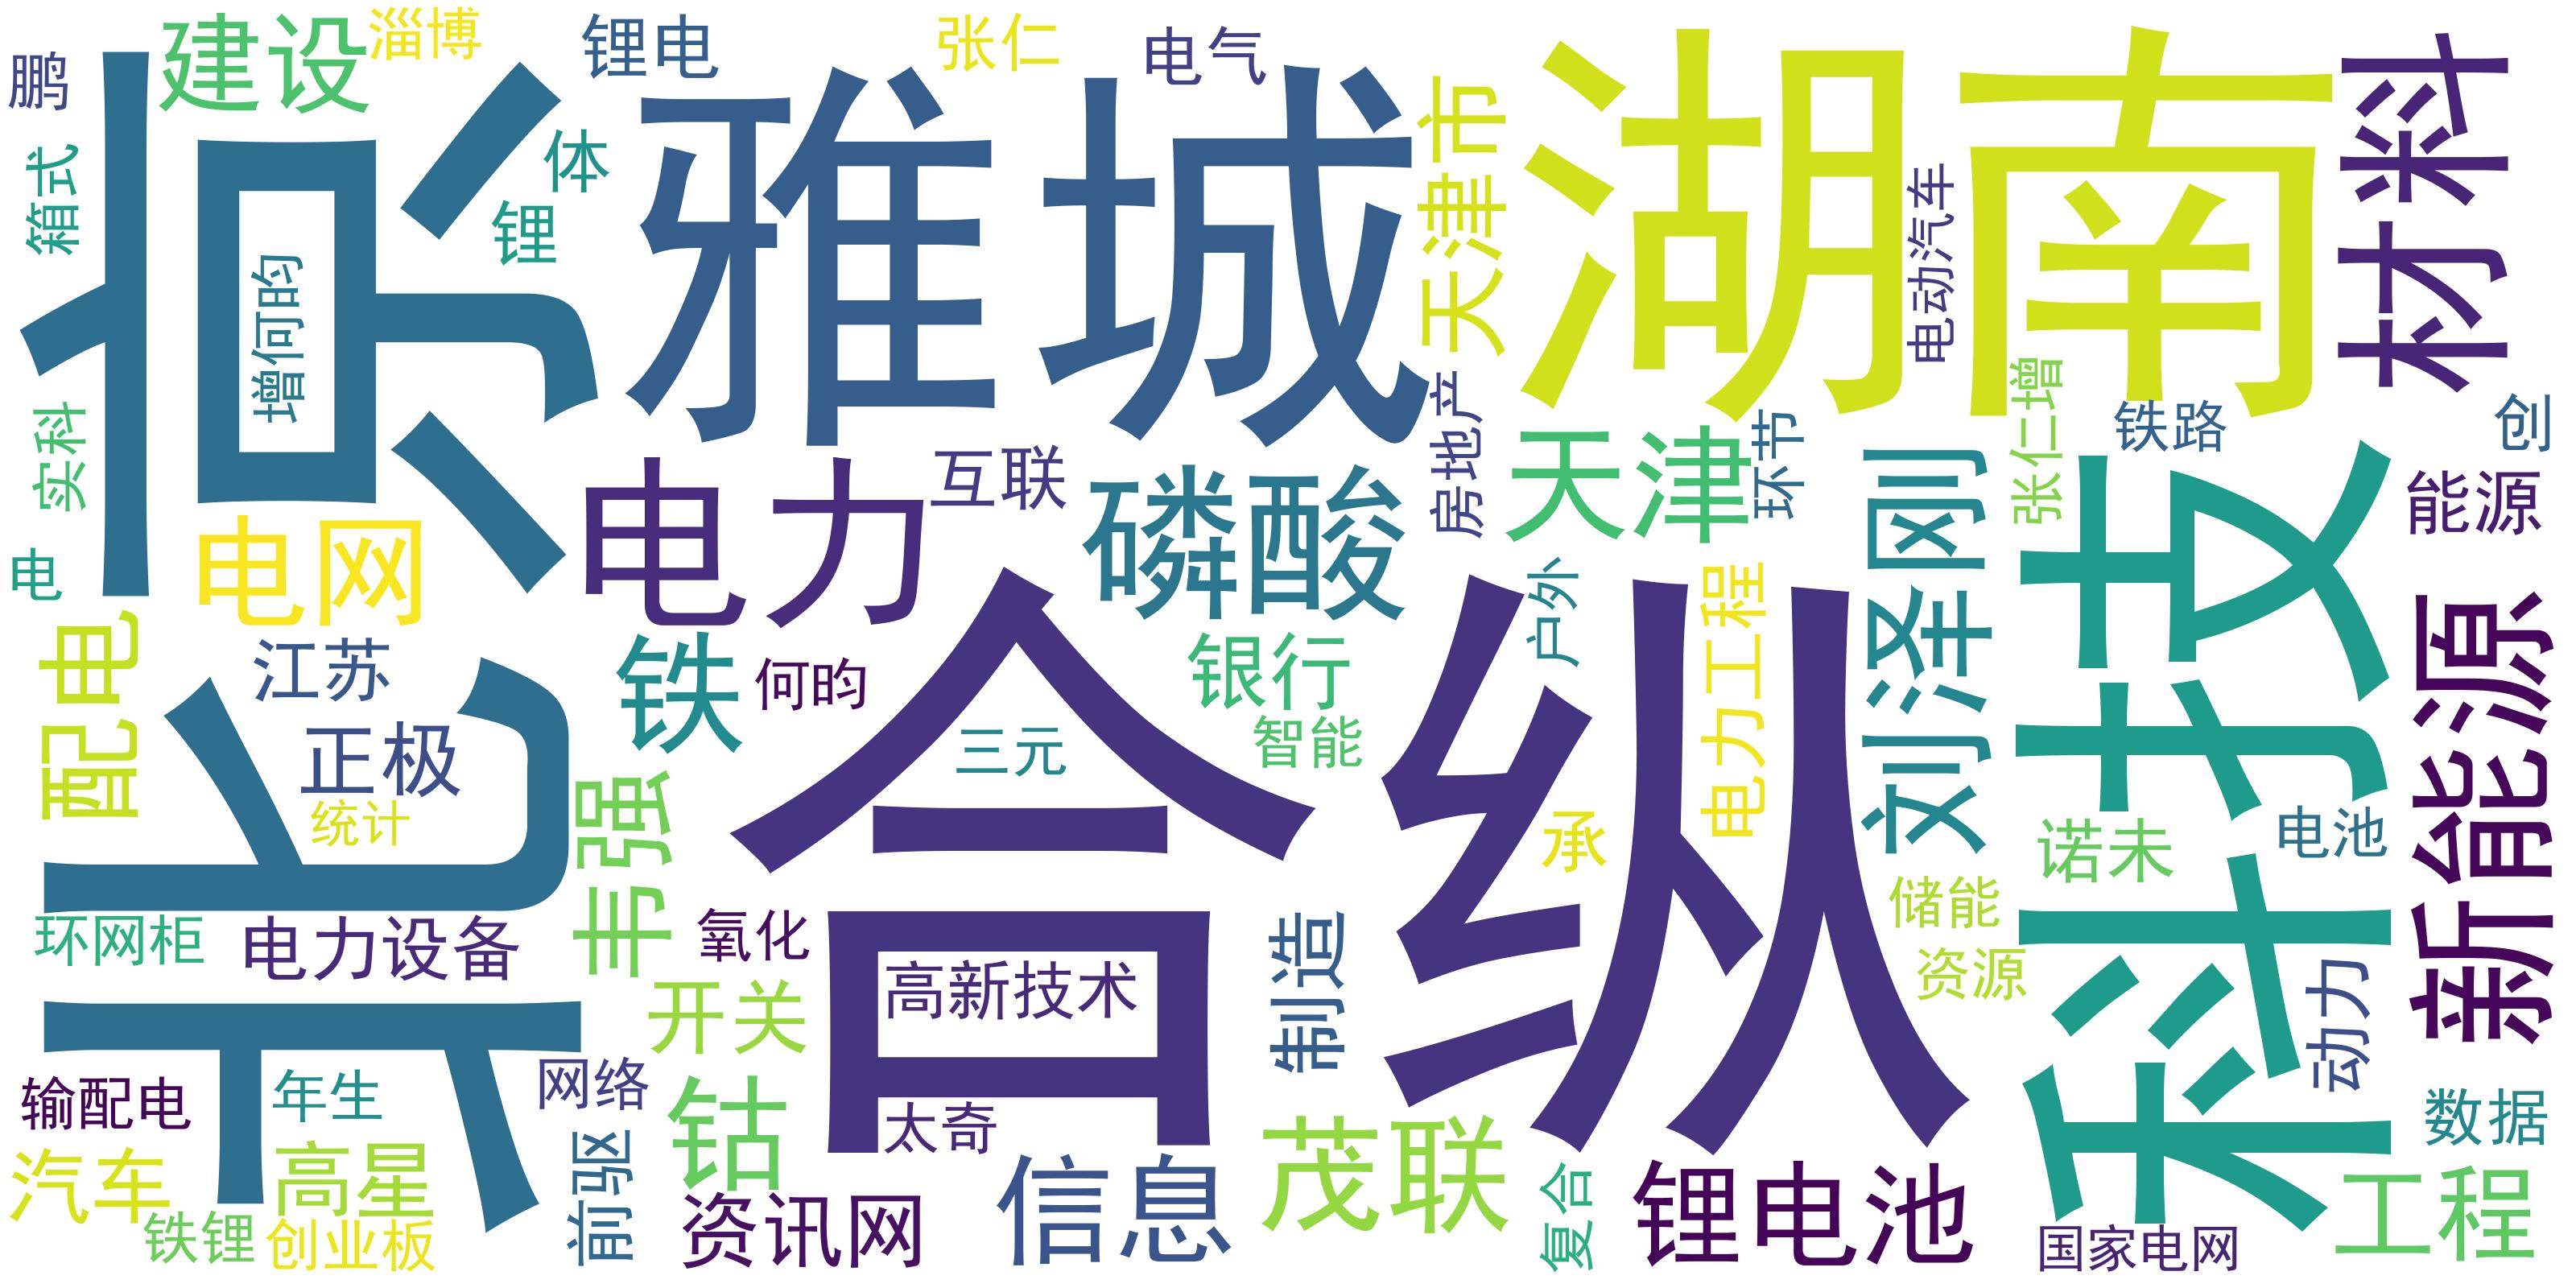 鹏
建设
淄博
锂电
张仁
电气
湖南
材料
箱式
北京
体
锂
雅城
天津市
电动汽车
增何昀
实科
电网
电力
互联
磷酸
房地产
天津
环节
刘泽刚
张仁增
铁路
创
能源
电
配电
江苏
正极
统计
铁
何昀
合纵
三元
银行
智能
户外
电力工程
承
科技
新能源
诺未
电池
储能
资源
环网柜
电力设备
韦强
氧化
高新技术
开关
制造
动力
输配电
年生
网络
钴
太奇
茂联
数据
汽车
高星
铁锂
创业板
前驱
资讯网
信息
复合
锂电池
国家电网
工程